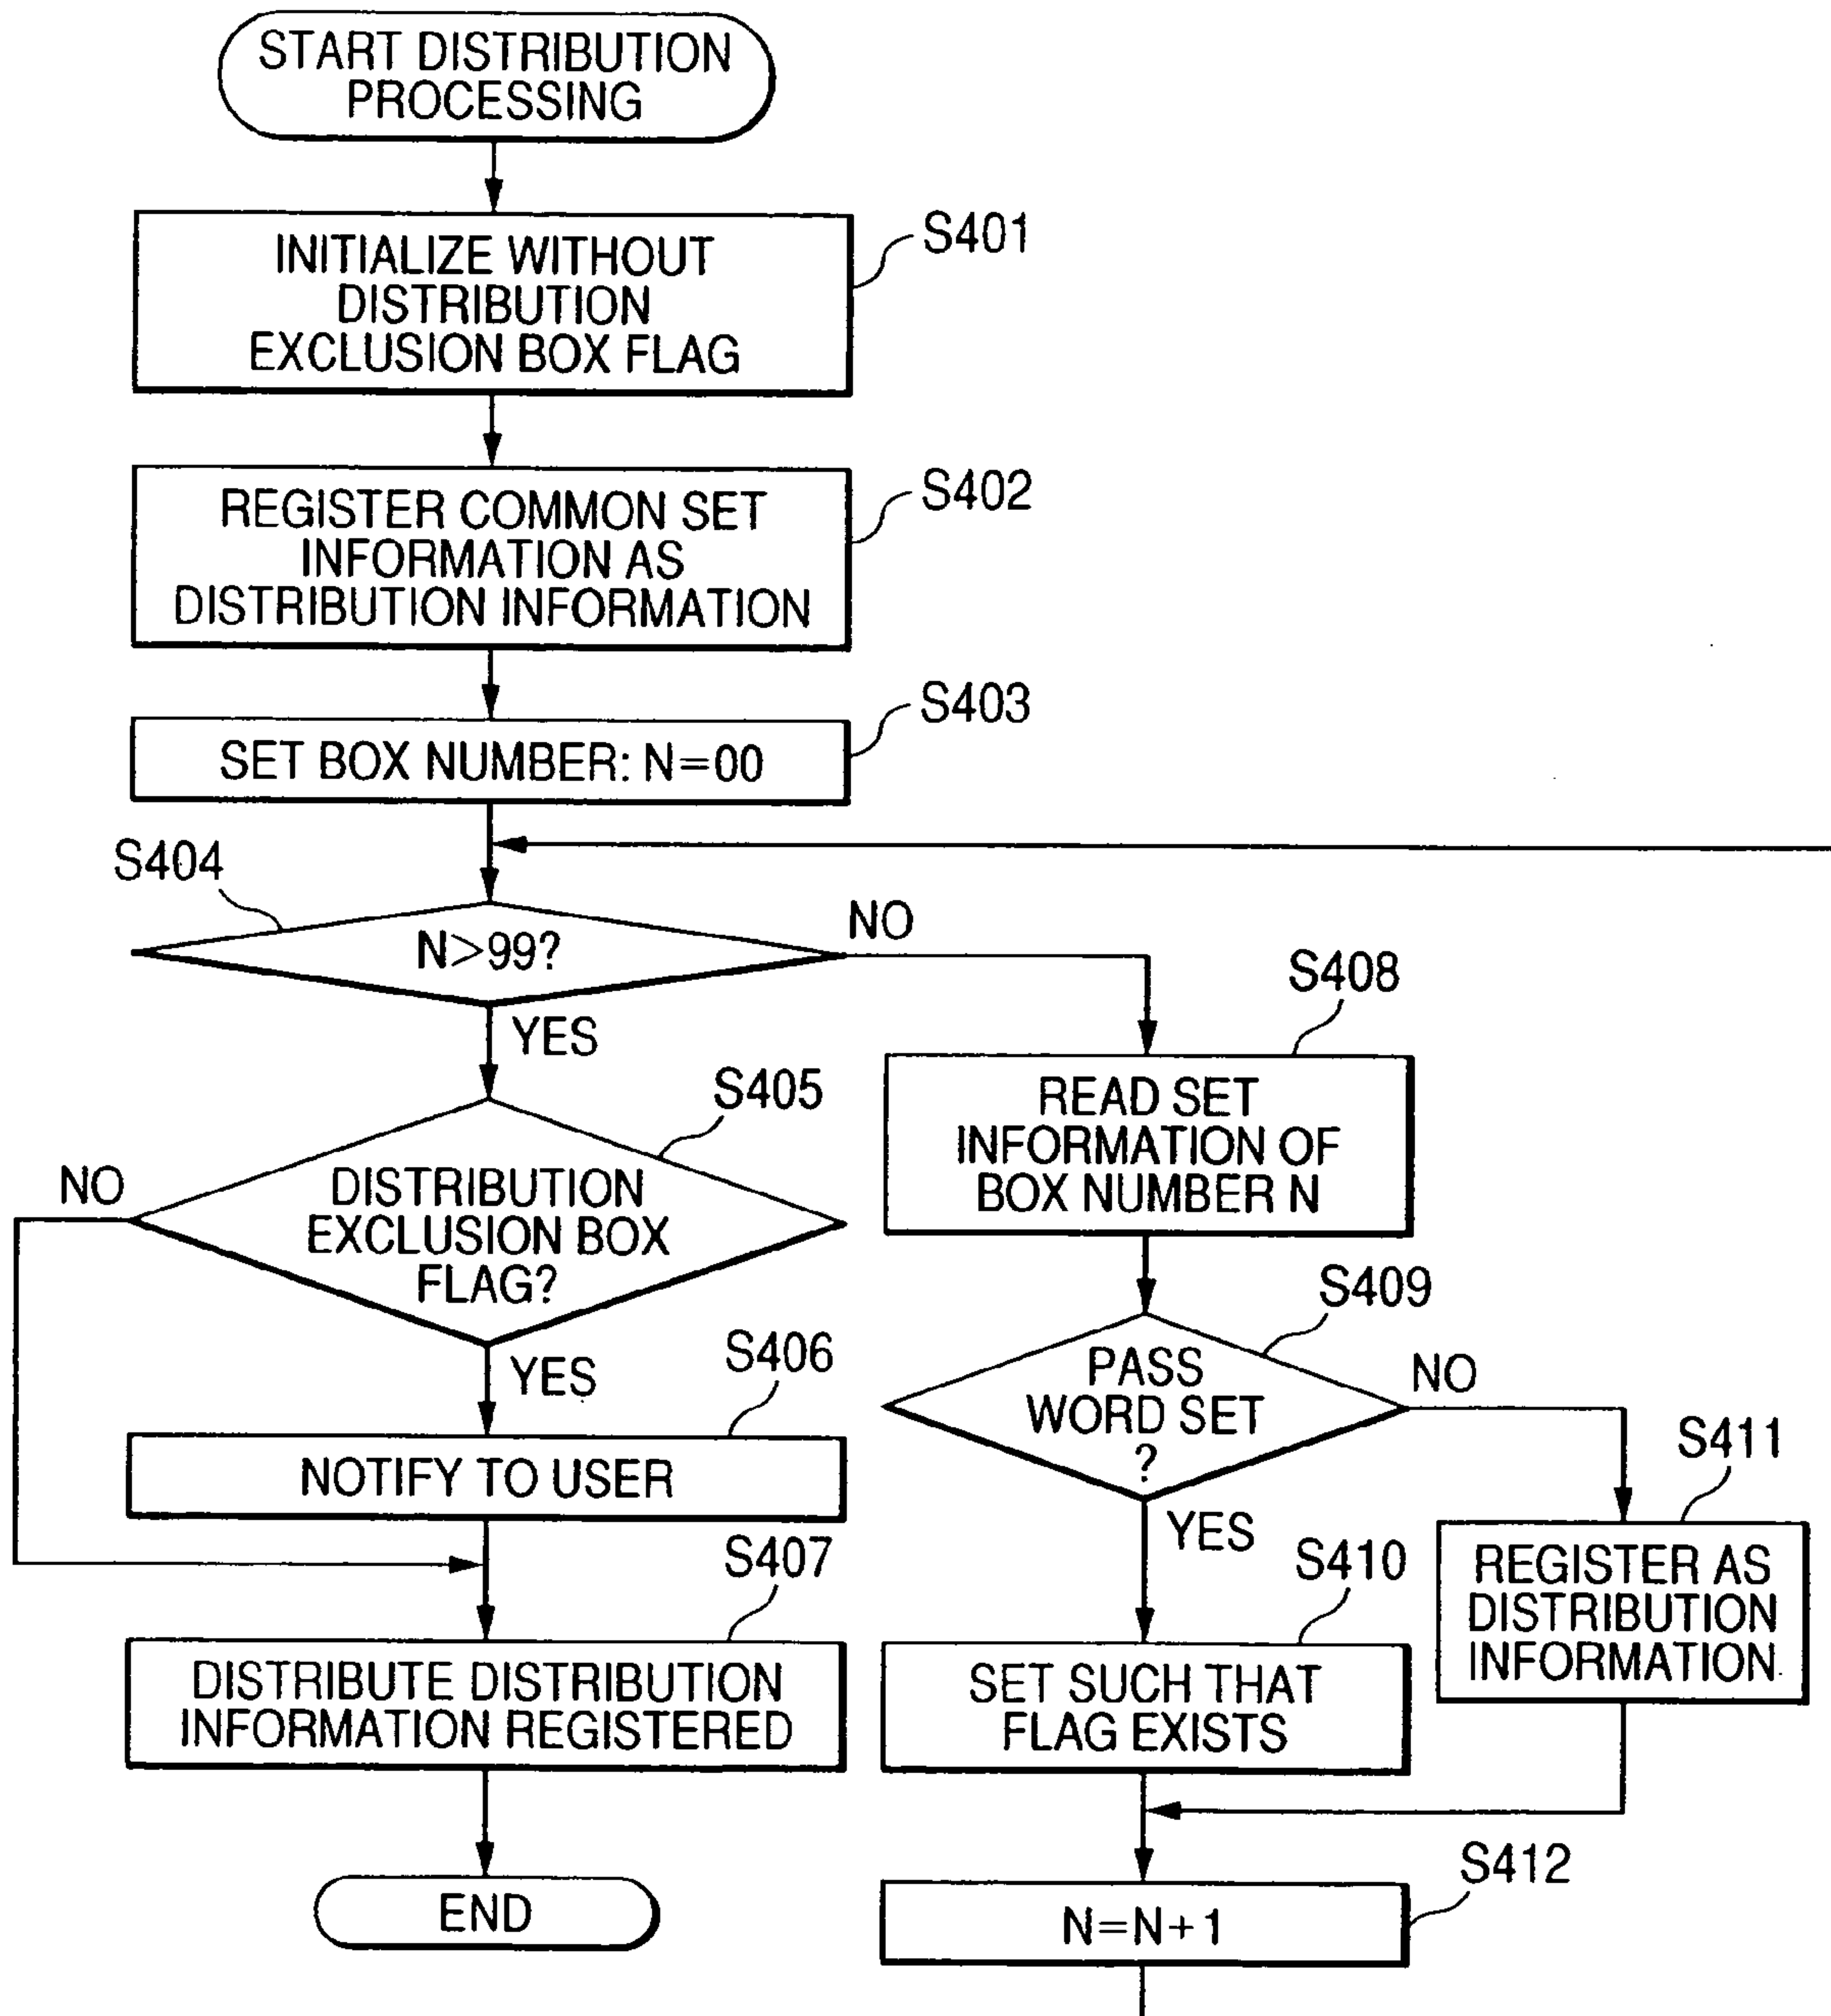 START DISTRIBUTION
PROCESSING
S401
INITIALIZE WITHOUT
DISTRIBUTION
EXCLUSION BOX FLAG
S402
REGISTER COMMON SET
INFORMATION AS
DISTRIBUTION INFORMATION
S403
SET BOX NUMBER: N=00
S404
N>99?
NO
YES
S405
DISTRIBUTION
EXCLUSION BOX
FLAG?
NO
YES
S406
NOTIFY TO USER
S407
DISTRIBUTE DISTRIBUTION
INFORMATION REGISTERED
END
S408
READ SET
INFORMATION OF
BOX NUMBER N
S409
PASS
WORD SET
?
NO
YES
S410
SET SUCH THAT
FLAG EXISTS
S411
REGISTER AS
DISTRIBUTION
INFORMATION
S412
N=N+1